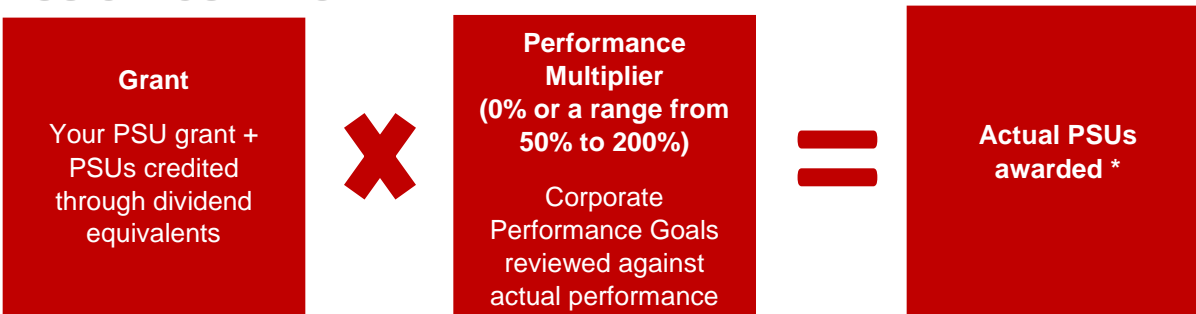 Grant
Your PSU grant +
PSUs credited
through dividend
equivalents
Performance
Multiplier
(0% or a range from
50% to 200%)
Corporate
Performance Goals
reviewed against
actual performance
=
Actual PSUs
awarded *